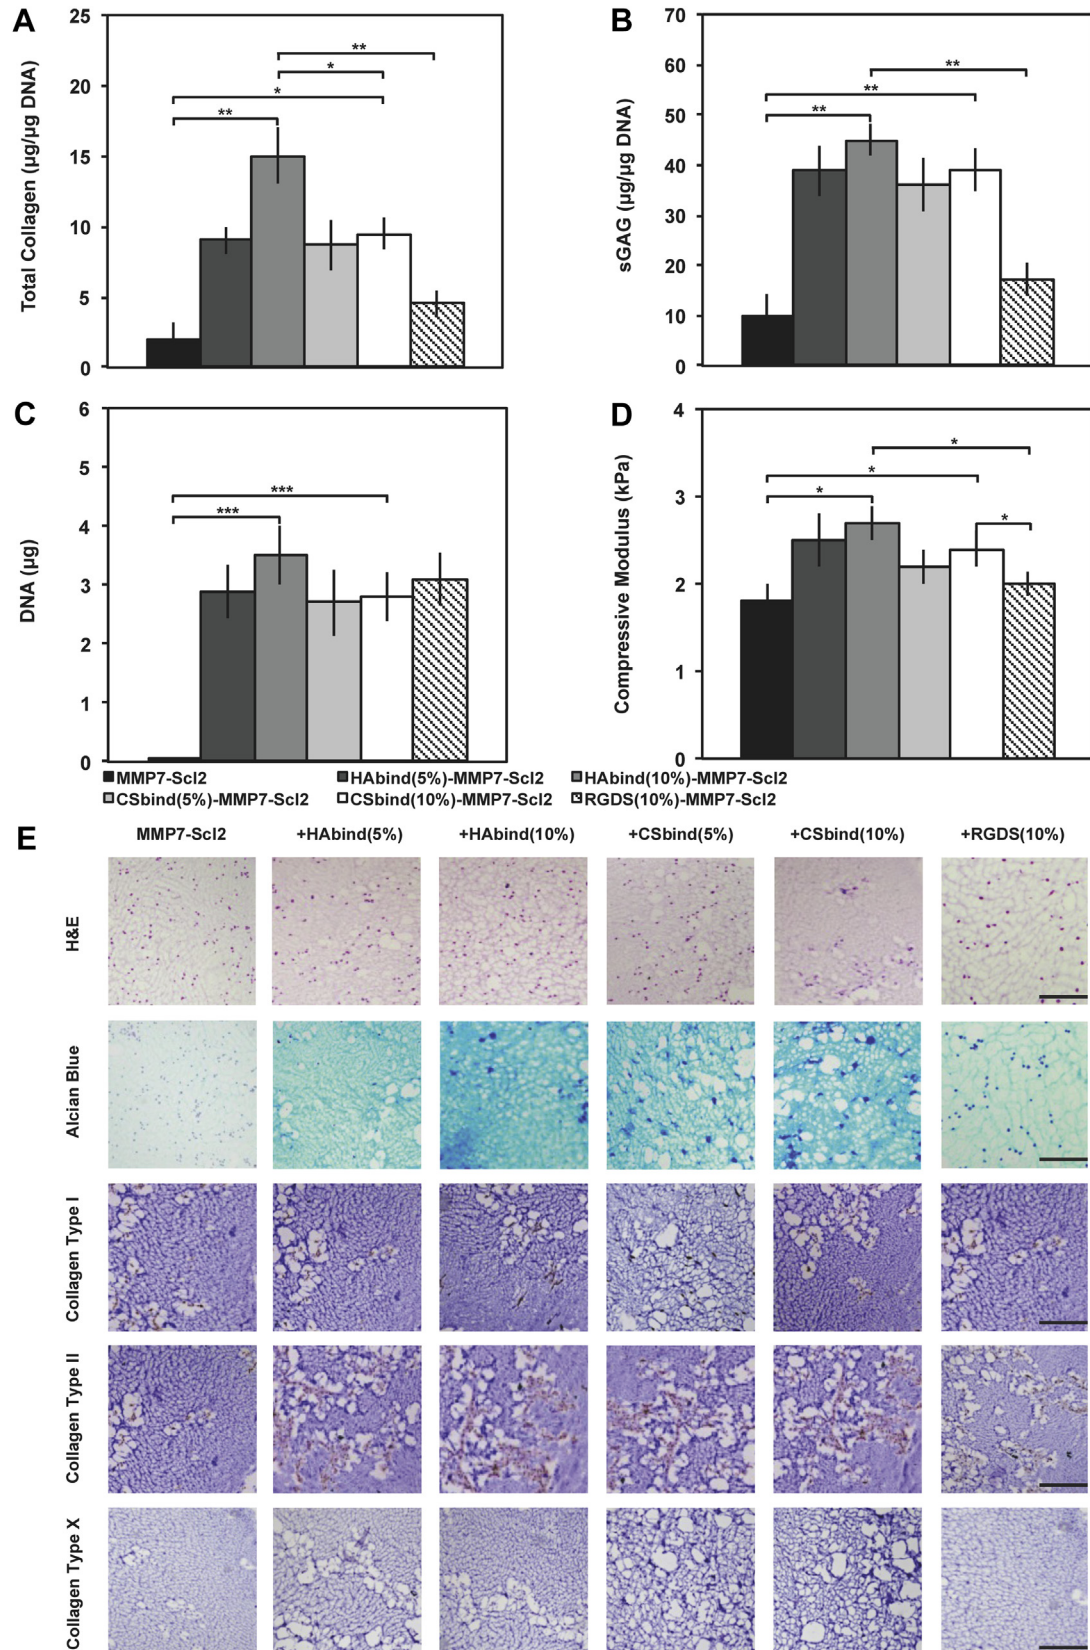 A
Total Collagen (µg/µg DNA)
25
20
15
10
5
0
**
*
*
**
B
sGAG (µg/µg DNA)
70
60
50
40
30
20
10
0
**
**
**
C
DNA (µg)
6
5
4
3
2
1
0
***
***
D
Compressive Modulus (kPa)
4
3
2
1
0
*
*
*
*
MMP7-Scl2 HAbind(5%)-MMP7-Scl2 HAbind(10%)-MMP7-Scl2
CSbind(5%)-MMP7-Scl2 CSbind(10%)-MMP7-Scl2 RGDS(10%)-MMP7-Scl2
E
MMP7-Scl2 +HAbind(5%) +HAbind(10%) +CSbind(5%) +CSbind(10%) +RGDS(10%)
H&E
Alcian Blue
Collagen Type I
Collagen Type II
Collagen Type X